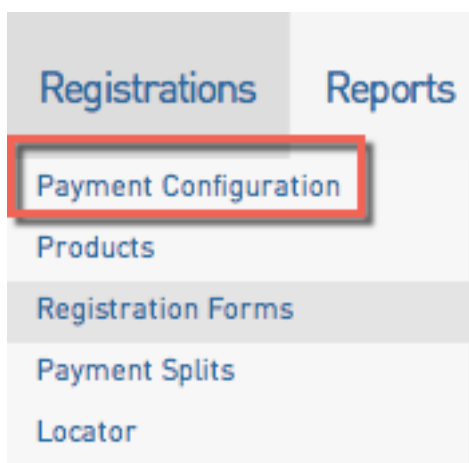 Registrations Reports
Payment Configuration
Products
Registration Forms
Payment Splits
Locator